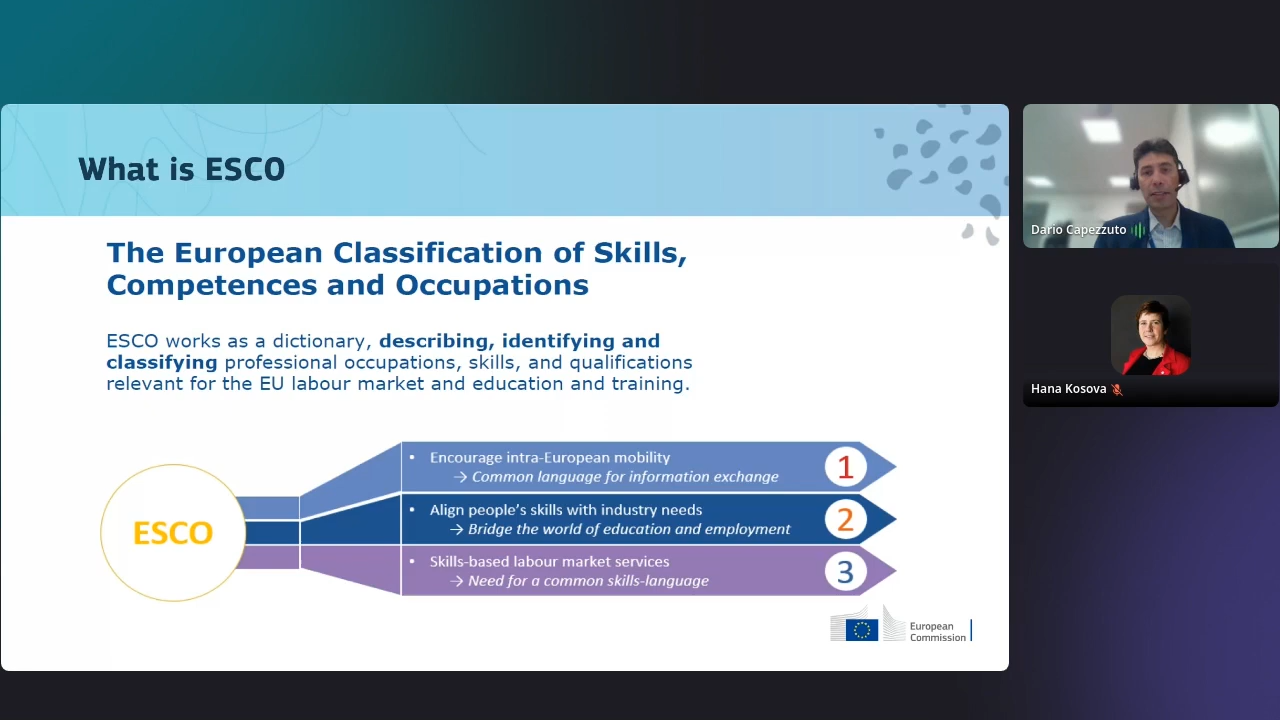 What is ESCO
The European Classification of Skills,
Competences and Occupations
ESCO works as a dictionary, describing, identifying and
classifying professional occupations, skills, and qualifications
relevant for the EU labour market and education and training.
ESCO
• Encourage intra-European mobility
→ Common language for information exchange
1
• Align people's skills with industry needs
→ Bridge the world of education and employment
2
• Skills-based labour market services
→ Need for a common skills-language
3
European
Commission
Dario Capezzuto
Hana Kosova